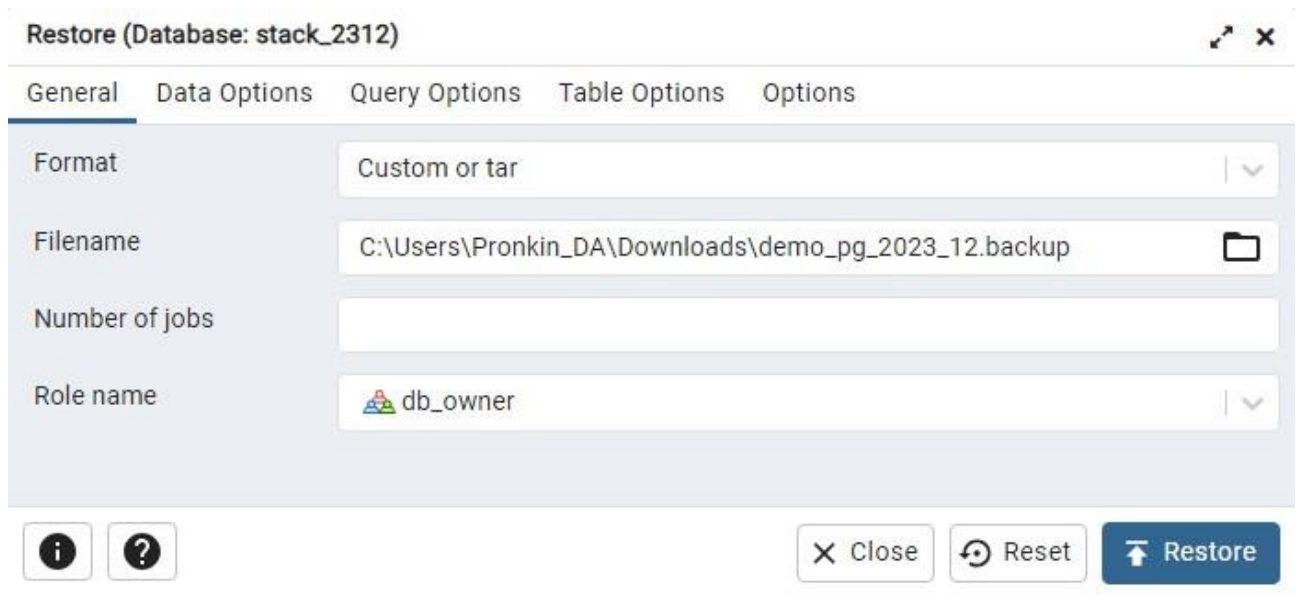 Restore (Database: stack_2312)
General Data Options Query Options Table Options Options
Format Custom or tar
Filename C:\Users\Pronkin_DA\Downloads\demo_pg_2023_12.backup
Number of jobs
Role name db_owner
Close Reset Restore